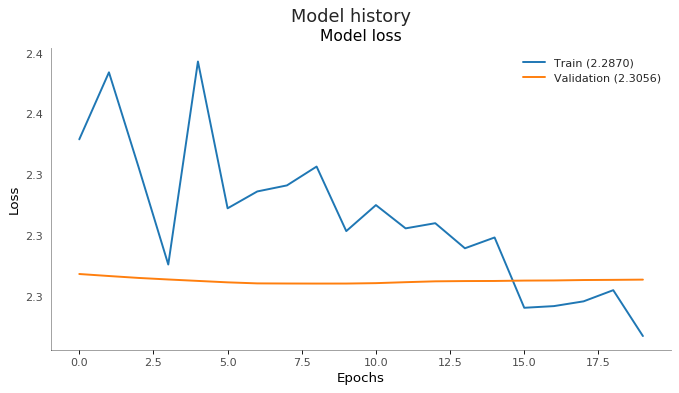 Model history
Model loss
Train (2.2870)
Validation (2.3056)
Loss
2.4
2.4
2.3
2.3
2.3
0.0 2.5 5.0 7.5 10.0 12.5 15.0 17.5
Epochs